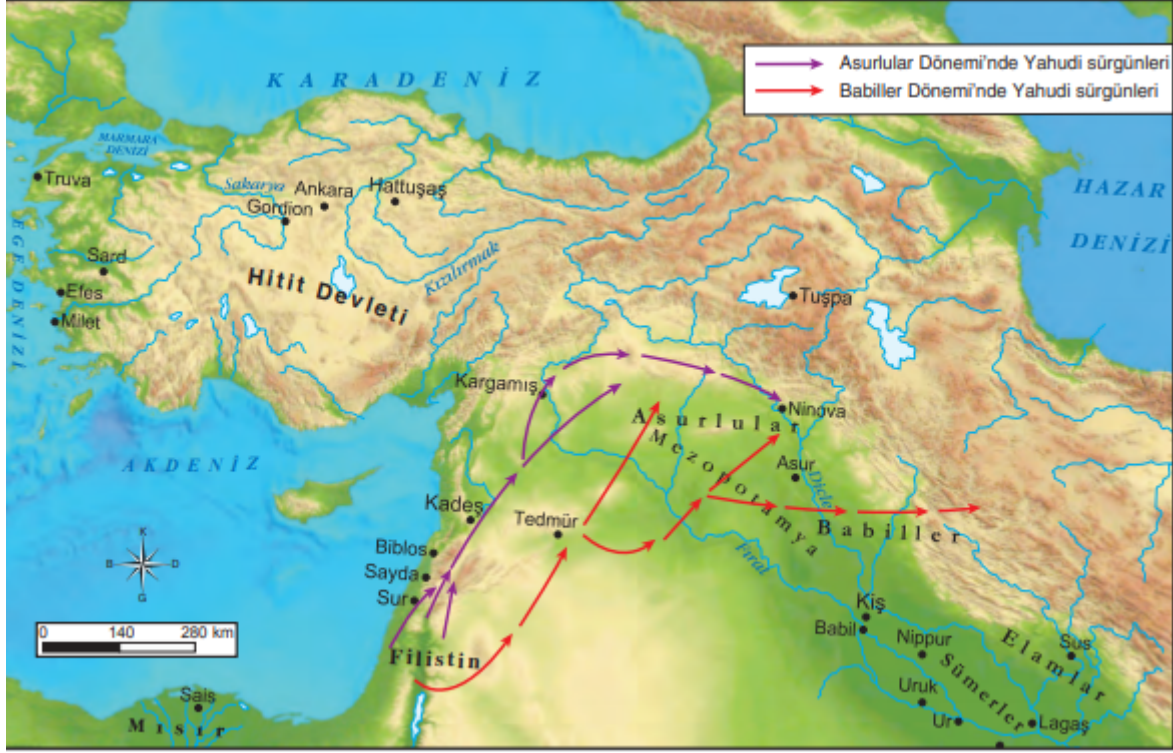 Asurlular Dönemi'nde Yahudi sürgünleri
Babiller Dönemi'nde Yahudi sürgünleri
KARADENİZ
MARMARA
DENİZİ
Truva
Sakarya
Ankara
Hattuşaş
Gordion
HAZAR
DENİZİ
EGE DENİZİ
Sard
Efes
Milet
Hitit Devleti
Kızılırmak
Tuşpa
Kargamış
Ninova
Asurlular
Mezopotamya
Asur
Dicle
AKDENİZ
Kadeş
Tedmür
Babiller
Biblos
Sayda
Sur
Fıral
K
B
D
G
0 140 280 km
Filistin
Kiş
Babil
Nippur
Sus
Elamlar
Sümerler
Uruk
Ur
Lagaş
Sais
Mısır